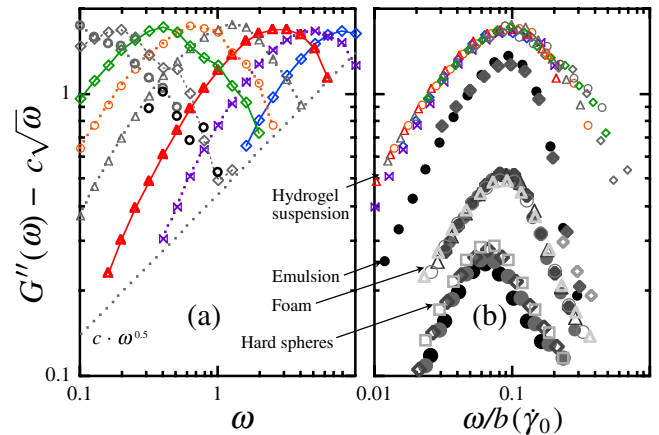 G''(ω) − c√ω
1
0.1
0.1
1
ω
(a)
c · ω^0.5
Hydrogel
suspension
Emulsion
Foam
Hard spheres
(b)
0.01
0.1
1
ω/b(γ̇₀)